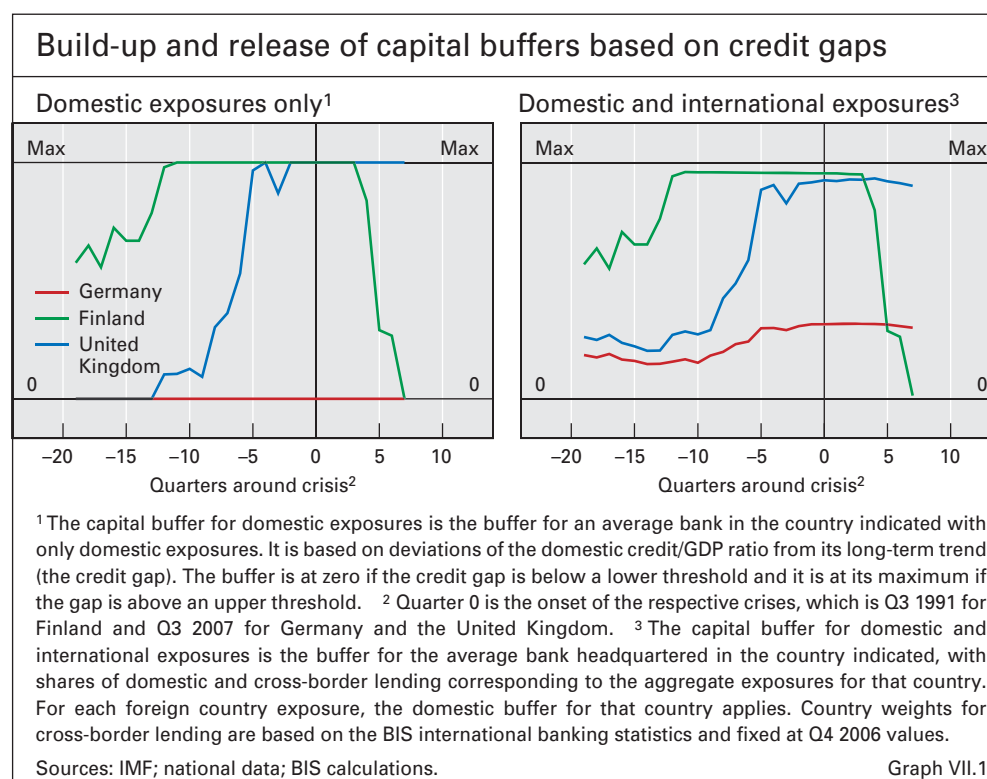 Build-up and release of capital buffers based on credit gaps
Domestic exposures only¹
Domestic and international exposures³
Max
Max
Germany
Finland
United
Kingdom
0
0
–20 –15 –10 –5 0 5 10
Quarters around crisis²
Max
Max
0
0
–20 –15 –10 –5 0 5 10
Quarters around crisis²
¹ The capital buffer for domestic exposures is the buffer for an average bank in the country indicated with
only domestic exposures. It is based on deviations of the domestic credit/GDP ratio from its long-term trend
(the credit gap). The buffer is at zero if the credit gap is below a lower threshold and it is at its maximum if
the gap is above an upper threshold. ² Quarter 0 is the onset of the respective crises, which is Q3 1991 for
Finland and Q3 2007 for Germany and the United Kingdom. ³ The capital buffer for domestic and
international exposures is the buffer for the average bank headquartered in the country indicated, with
shares of domestic and cross-border lending corresponding to the aggregate exposures for that country.
For each foreign country exposure, the domestic buffer for that country applies. Country weights for
cross-border lending are based on the BIS international banking statistics and fixed at Q4 2006 values.
Sources: IMF; national data; BIS calculations.
Graph VII.1